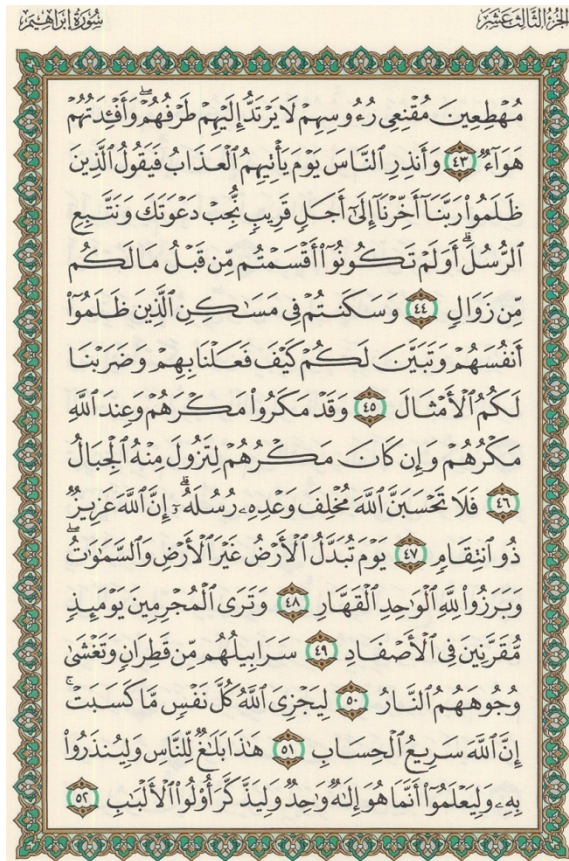 الجزء الثالث عشر
سورة إبراهيم
مُهْطِعِينَ مُقْنِعِى رُءُوسِهِمْ لَا يَرْتَدُّ إِلَيْهِمْ طَرْفُهُمْ ۖ وَأَفْـِٔدَتُهُمْ
هَوَآءٌ ٤٣ وَأَنذِرِ ٱلنَّاسَ يَوْمَ يَأْتِيهِمُ ٱلْعَذَابُ فَيَقُولُ ٱلَّذِينَ
ظَلَمُوا۟ رَبَّنَآ أَخِّرْنَآ إِلَىٰٓ أَجَلٍ قَرِيبٍ نُّجِبْ دَعْوَتَكَ وَنَتَّبِعِ
ٱلرُّسُلَ ۗ أَوَلَمْ تَكُونُوٓا۟ أَقْسَمْتُم مِّن قَبْلُ مَا لَكُم
مِّن زَوَالٍ ٤٤ وَسَكَنتُمْ فِى مَسَـٰكِنِ ٱلَّذِينَ ظَلَمُوٓا۟
أَنفُسَهُمْ وَتَبَيَّنَ لَكُمْ كَيْفَ فَعَلْنَا بِهِمْ وَضَرَبْنَا
لَكُمُ ٱلْأَمْثَالَ ٤٥ وَقَدْ مَكَرُوا۟ مَكْرَهُمْ وَعِندَ ٱللَّهِ
مَكْرُهُمْ وَإِن كَانَ مَكْرُهُمْ لِتَزُولَ مِنْهُ ٱلْجِبَالُ
٤٦ فَلَا تَحْسَبَنَّ ٱللَّهَ مُخْلِفَ وَعْدِهِۦ رُسُلَهُۥٓ ۗ إِنَّ ٱللَّهَ عَزِيزٌ
ذُو ٱنتِقَامٍ ٤٧ يَوْمَ تُبَدَّلُ ٱلْأَرْضُ غَيْرَ ٱلْأَرْضِ وَٱلسَّمَـٰوَٰتُ ۖ
وَبَرَزُوا۟ لِلَّهِ ٱلْوَٰحِدِ ٱلْقَهَّارِ ٤٨ وَتَرَى ٱلْمُجْرِمِينَ يَوْمَئِذٍ
مُّقَرَّنِينَ فِى ٱلْأَصْفَادِ ٤٩ سَرَابِيلُهُم مِّن قَطِرَانٍ وَتَغْشَىٰ
وُجُوهَهُمُ ٱلنَّارُ ٥٠ لِيَجْزِىَ ٱللَّهُ كُلَّ نَفْسٍ مَّا كَسَبَتْ ۚ
إِنَّ ٱللَّهَ سَرِيعُ ٱلْحِسَابِ ٥١ هَـٰذَا بَلَـٰغٌ لِّلنَّاسِ وَلِيُنذَرُوا۟
بِهِۦ وَلِيَعْلَمُوٓا۟ أَنَّمَا هُوَ إِلَـٰهٌ وَٰحِدٌ وَلِيَذَّكَّرَ أُو۟لُوا۟ ٱلْأَلْبَـٰبِ ٥٢